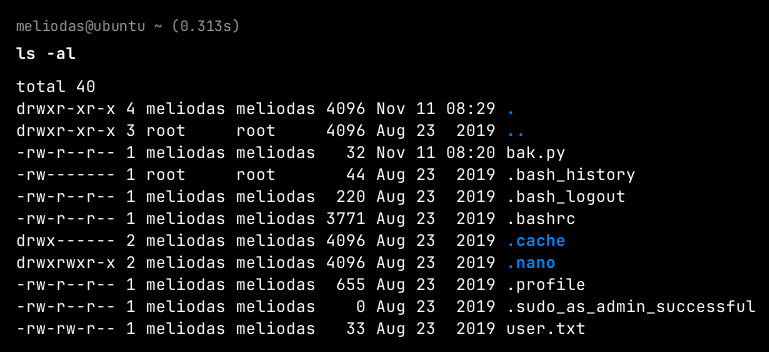 meliodas@ubuntu ~ (0.313s)
ls -al
total 40
drwxr-xr-x 4 meliodas meliodas 4096 Nov 11 08:29 .
drwxr-xr-x 3 root     root     4096 Aug 23  2019 ..
-rw-r--r-- 1 meliodas meliodas   32 Nov 11 08:20 bak.py
-rw------- 1 root     root       44 Aug 23  2019 .bash_history
-rw-r--r-- 1 meliodas meliodas  220 Aug 23  2019 .bash_logout
-rw-r--r-- 1 meliodas meliodas 3771 Aug 23  2019 .bashrc
drwx------ 2 meliodas meliodas 4096 Aug 23  2019 .cache
drwxrwxr-x 2 meliodas meliodas 4096 Aug 23  2019 .nano
-rw-r--r-- 1 meliodas meliodas  655 Aug 23  2019 .profile
-rw-r--r-- 1 meliodas meliodas    0 Aug 23  2019 .sudo_as_admin_successful
-rw-rw-r-- 1 meliodas meliodas   33 Aug 23  2019 user.txt